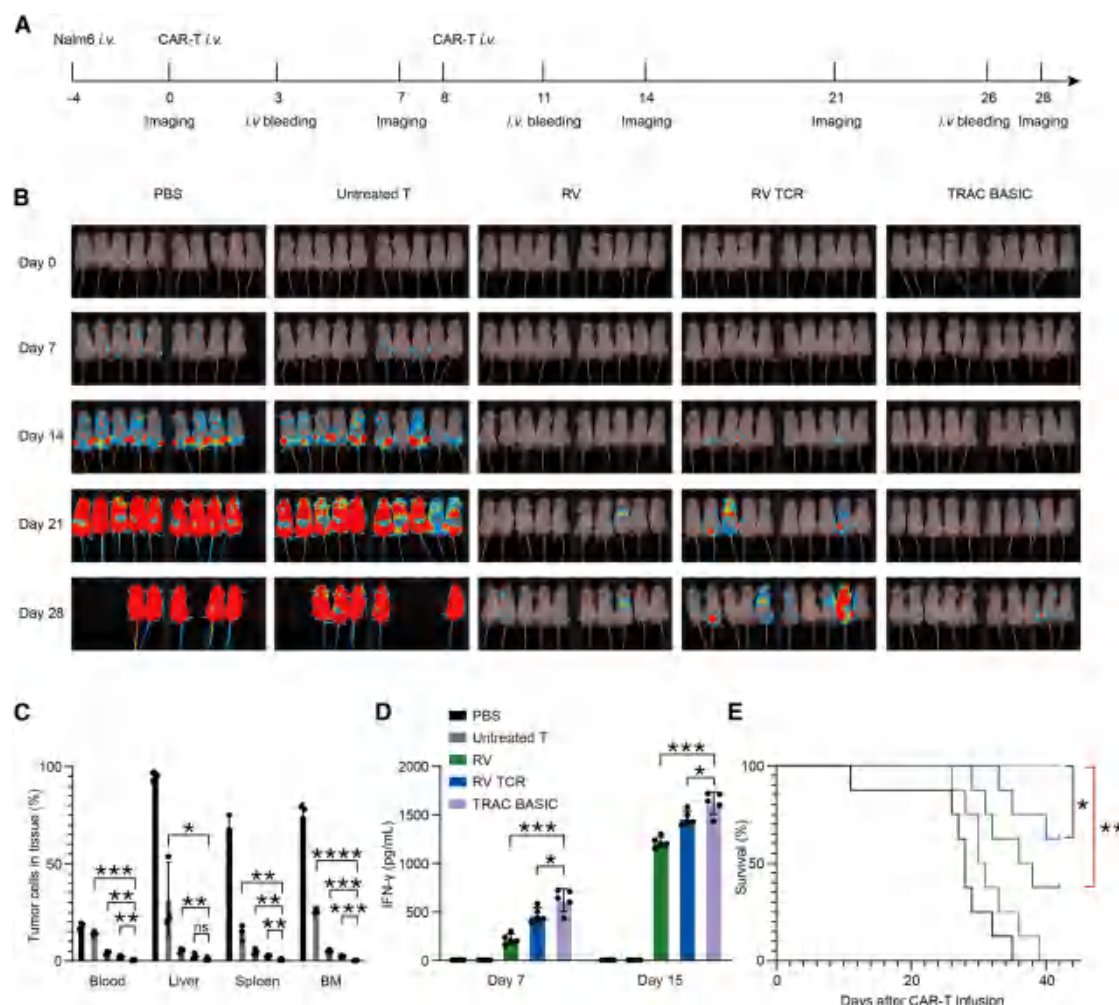 A
Nalm6 i.v. CAR-T i.v. CAR-T i.v.
-4 0 3 7 8 11 14 21 26 28
Imaging i.v bleeding Imaging i.v. bleeding Imaging Imaging i.v bleeding Imaging
B
PBS Untreated T RV RV TCR TRAC BASIC
Day 0
Day 7
Day 14
Day 21
Day 28
C
Tumor cells in tissue (%)
100
50
0
*** ** **
* ** ns
** ** **
**** *** ***
Blood Liver Spleen BM
D
PBS
Untreated T
RV
RV TCR
TRAC BASIC
IFN-γ (pg/mL)
2000
1500
1000
500
0
*** *
*** *
Day 7 Day 15
E
Survival (%)
100
50
0
* **
0 20 40
Days after CAR-T Infusion